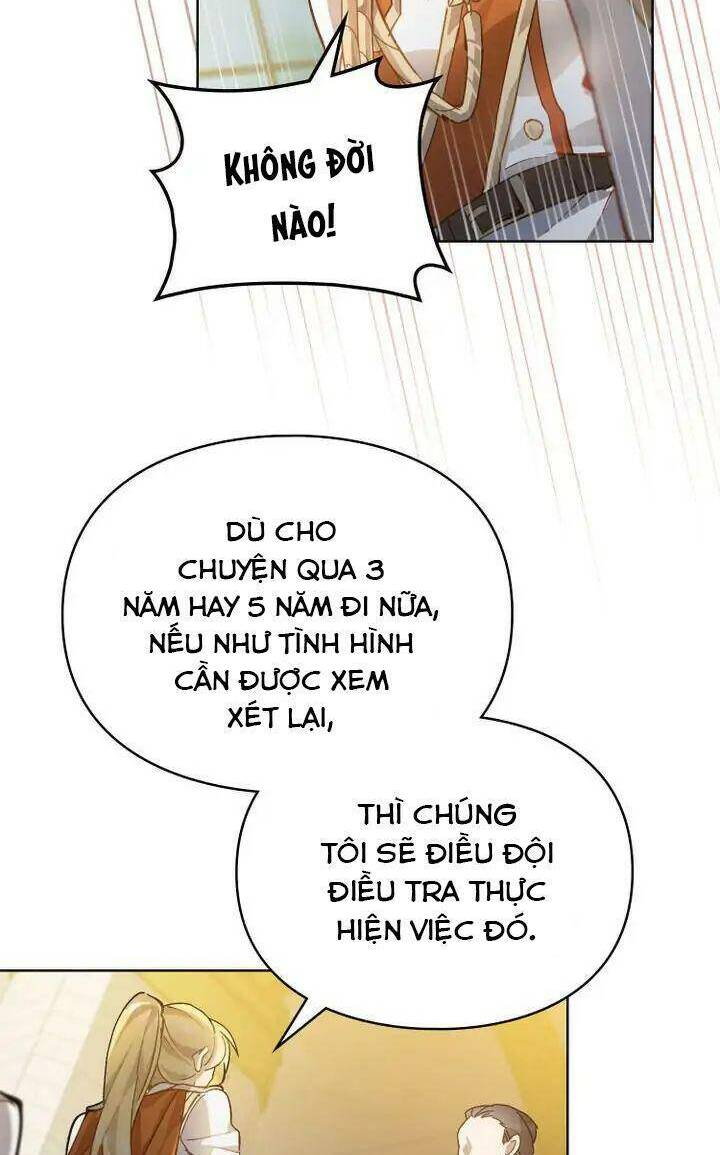 KHÔNG ĐỜI
NÀO!
DÙ CHO
CHUYỆN QUA 3
NĂM HAY 5 NĂM ĐI NỮA,
NẾU NHƯ TÌNH HÌNH
CẦN ĐƯỢC XEM
XÉT LẠI,
THÌ CHÚNG
TÔI SẼ ĐIỀU ĐỘI
ĐIỀU TRA THỰC
HIỆN VIỆC ĐÓ.